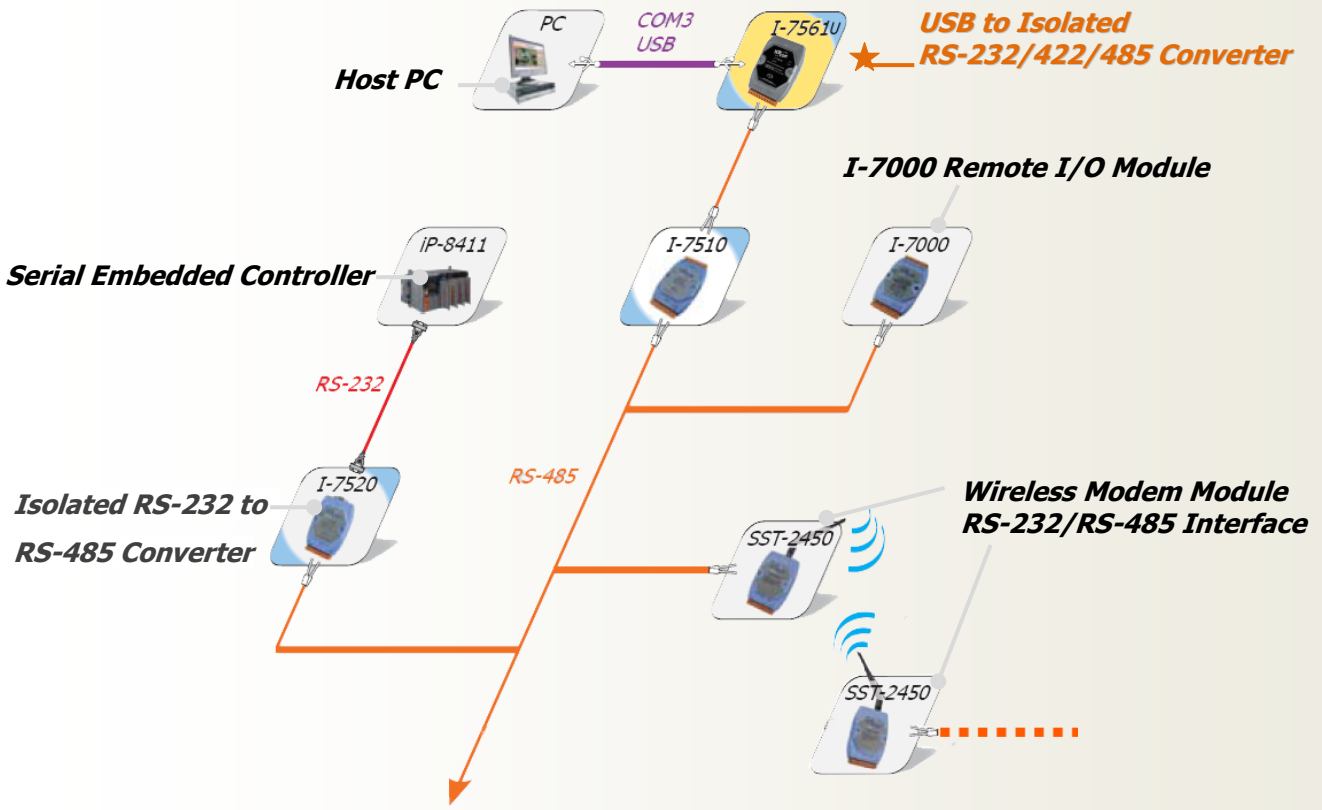 PC
COM3
USB
I-7561U
USB to Isolated
RS-232/422/485 Converter
Host PC
I-7000 Remote I/O Module
iP-8411
I-7510
I-7000
Serial Embedded Controller
RS-232
I-7520
RS-485
Isolated RS-232 to
RS-485 Converter
Wireless Modem Module
RS-232/RS-485 Interface
SST-2450
SST-2450